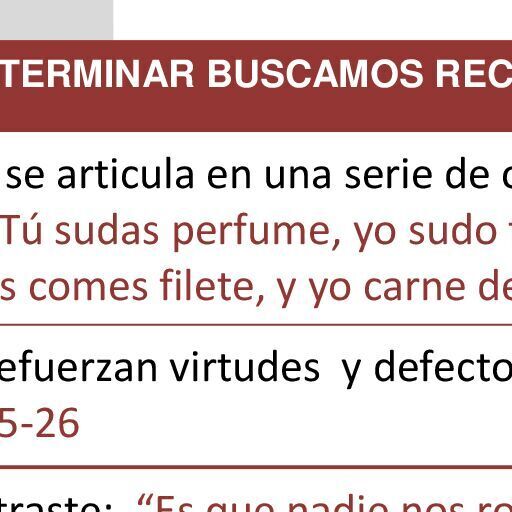 TERMINAR BUSCAMOS REC
se articula en una serie de
Tú sudas perfume, yo sudo
s comes filete, y yo carne de
efuerzan virtudes y defecto
5-26
traste: “Es que nadie nos ro